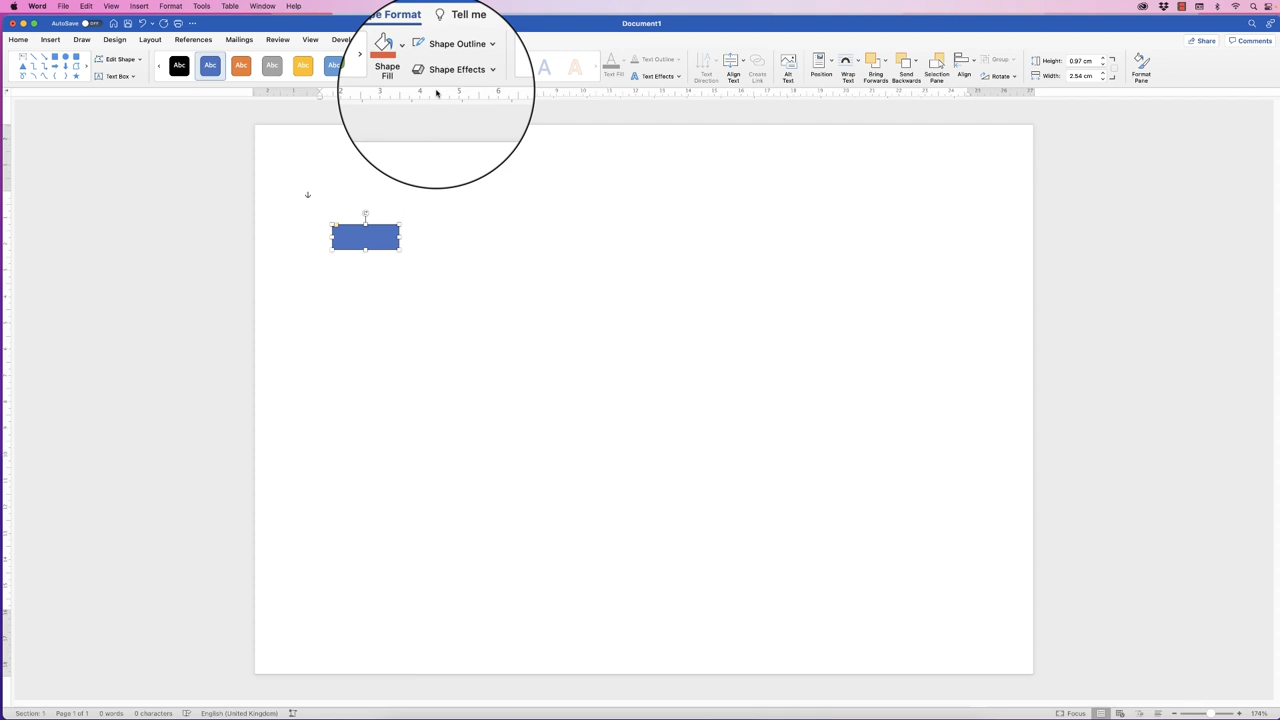 Word File Edit View Insert Format Tools Table Window Help
AutoSave OFF Document1
Home Insert Draw Design Layout References Mailings Review View Tell me
Share Comments
Edit Shape
Text Box
Abc Abc Abc Abc Abc Abc
Shape Fill
Shape Outline
Shape Effects
Text Fill
Text Outline
Text Effects
Text Direction
Align Text
Create Link
Alt Text
Position
Wrap Text
Bring Forwards
Send Backwards
Selection Pane
Align
Group
Rotate
Height: 0.97 cm
Width: 2.54 cm
Format Pane
Section: 1 Page 1 of 1 0 words 0 characters English (United Kingdom) Focus 174%